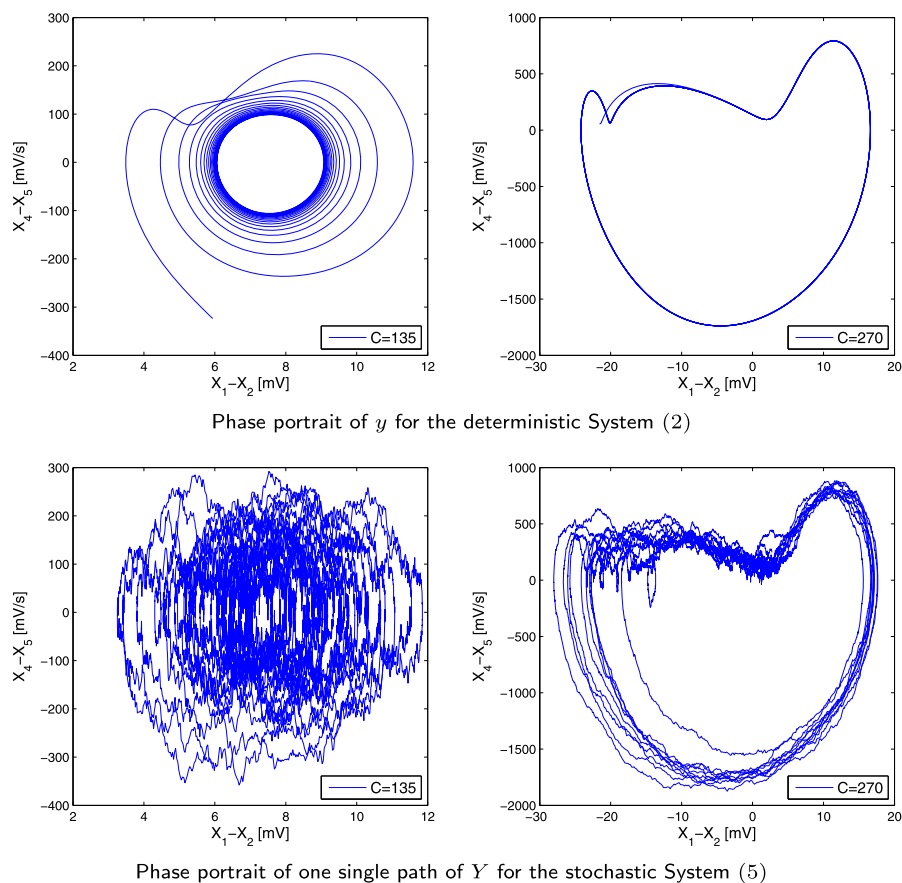 300
200
100
0
−100
−200
−300
−400
X4−X5 [mV/s]
2 4 6 8 10 12
X1−X2 [mV]
C=135
1000
500
0
−500
−1000
−1500
−2000
X4−X5 [mV/s]
−30 −20 −10 0 10 20
X1−X2 [mV]
C=270
Phase portrait of y for the deterministic System (2)
300
200
100
0
−100
−200
−300
−400
X4−X5 [mV/s]
2 4 6 8 10 12
X1−X2 [mV]
C=135
1000
500
0
−500
−1000
−1500
−2000
X4−X5 [mV/s]
−30 −20 −10 0 10 20
X1−X2 [mV]
C=270
Phase portrait of one single path of Y for the stochastic System (5)